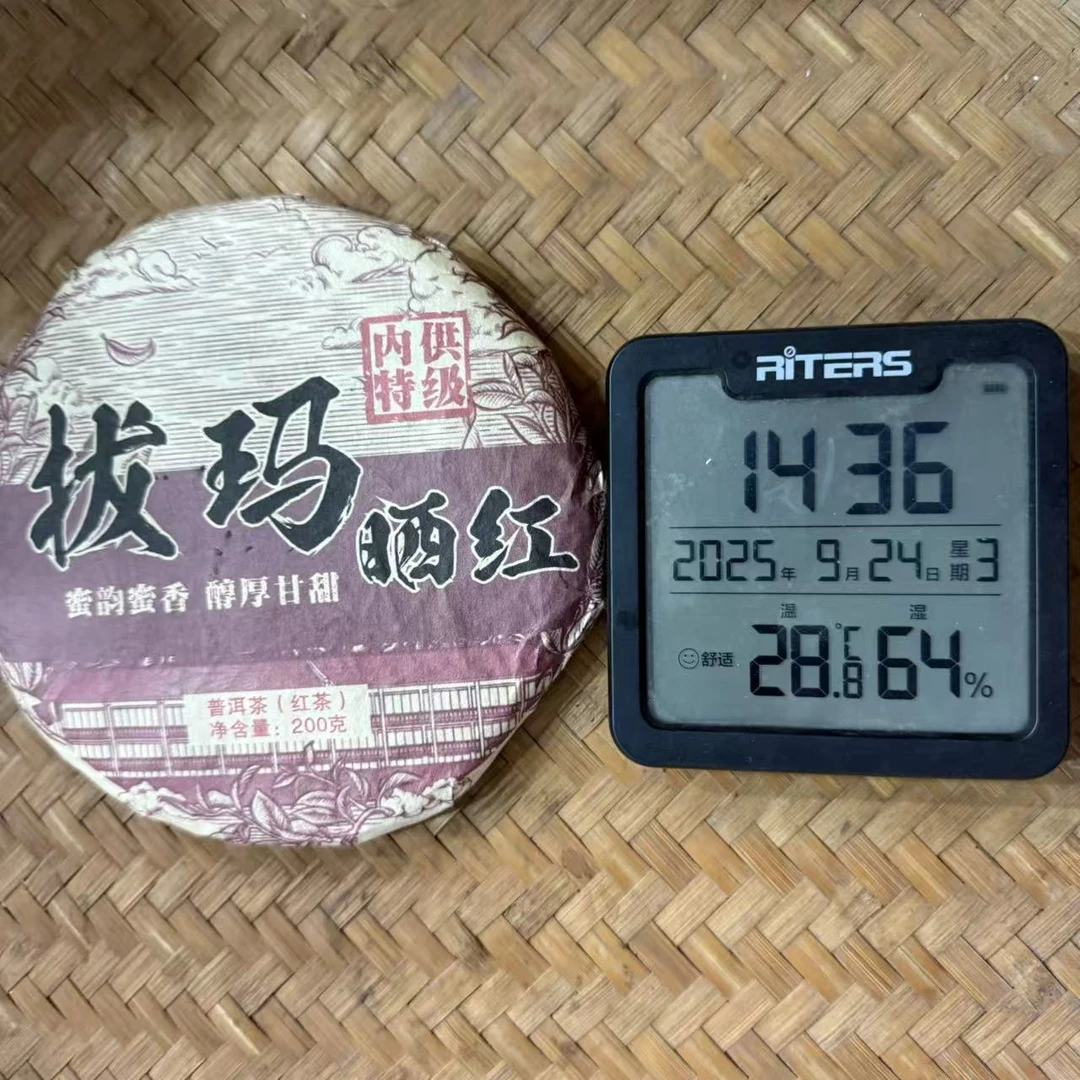 内供
特级
拔玛晒红
蜜韵蜜香 醇厚甘甜
普洱茶（红茶）
净含量：200克
RITERS
14 36
2025年 9月24日 星期3
温 湿
舒适 28.8℃ 64%